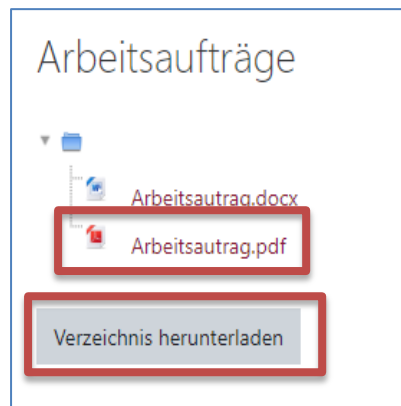 Arbeitsaufträge
Arbeitsautrag.docx
Arbeitsautrag.pdf
Verzeichnis herunterladen